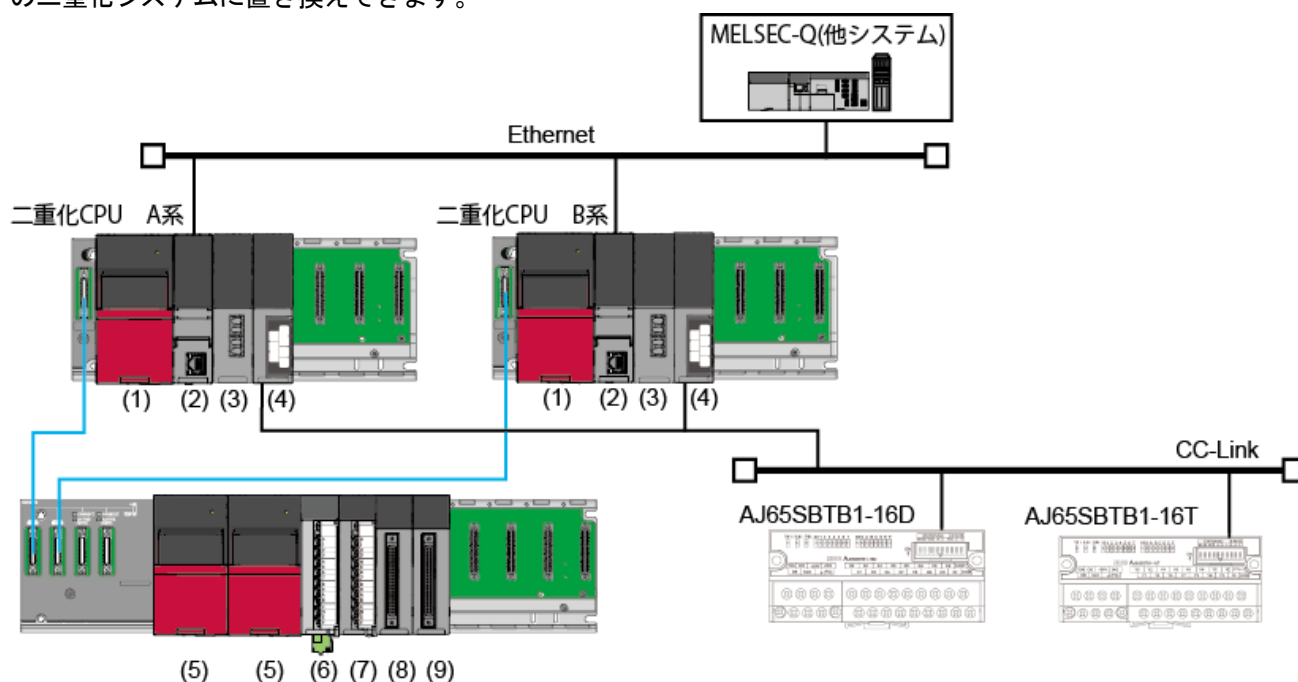 の二重化システムに置き換えできます。
MELSEC-Q(他システム)
Ethernet
二重化CPU　A系
二重化CPU　B系
(1) (2) (3) (4)
(1) (2) (3) (4)
CC-Link
AJ65SBTB1-16D
AJ65SBTB1-16T
(5) (5) (6) (7) (8) (9)